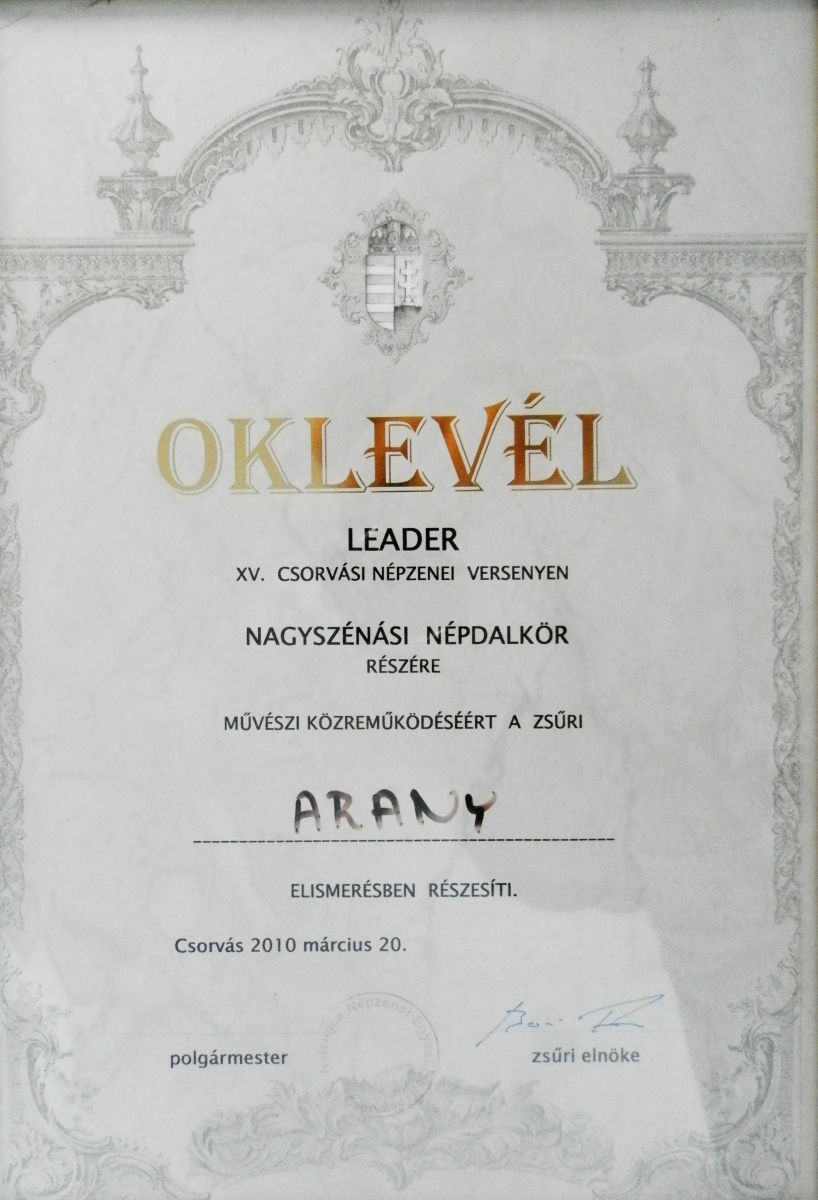 OKLEVÉL
LEADER
XV. CSORVÁSI NÉPZENEI VERSENYEN
NAGYSZÉNÁSI NÉPDALKÖR
RÉSZÉRE
MŰVÉSZI KÖZREMŰKÖDÉSÉÉRT A ZSŰRI
ARANY
ELISMERÉSBEN RÉSZESÍTI.
Csorvás 2010 március 20.
Népzenei
polgármester
zsűri elnöke